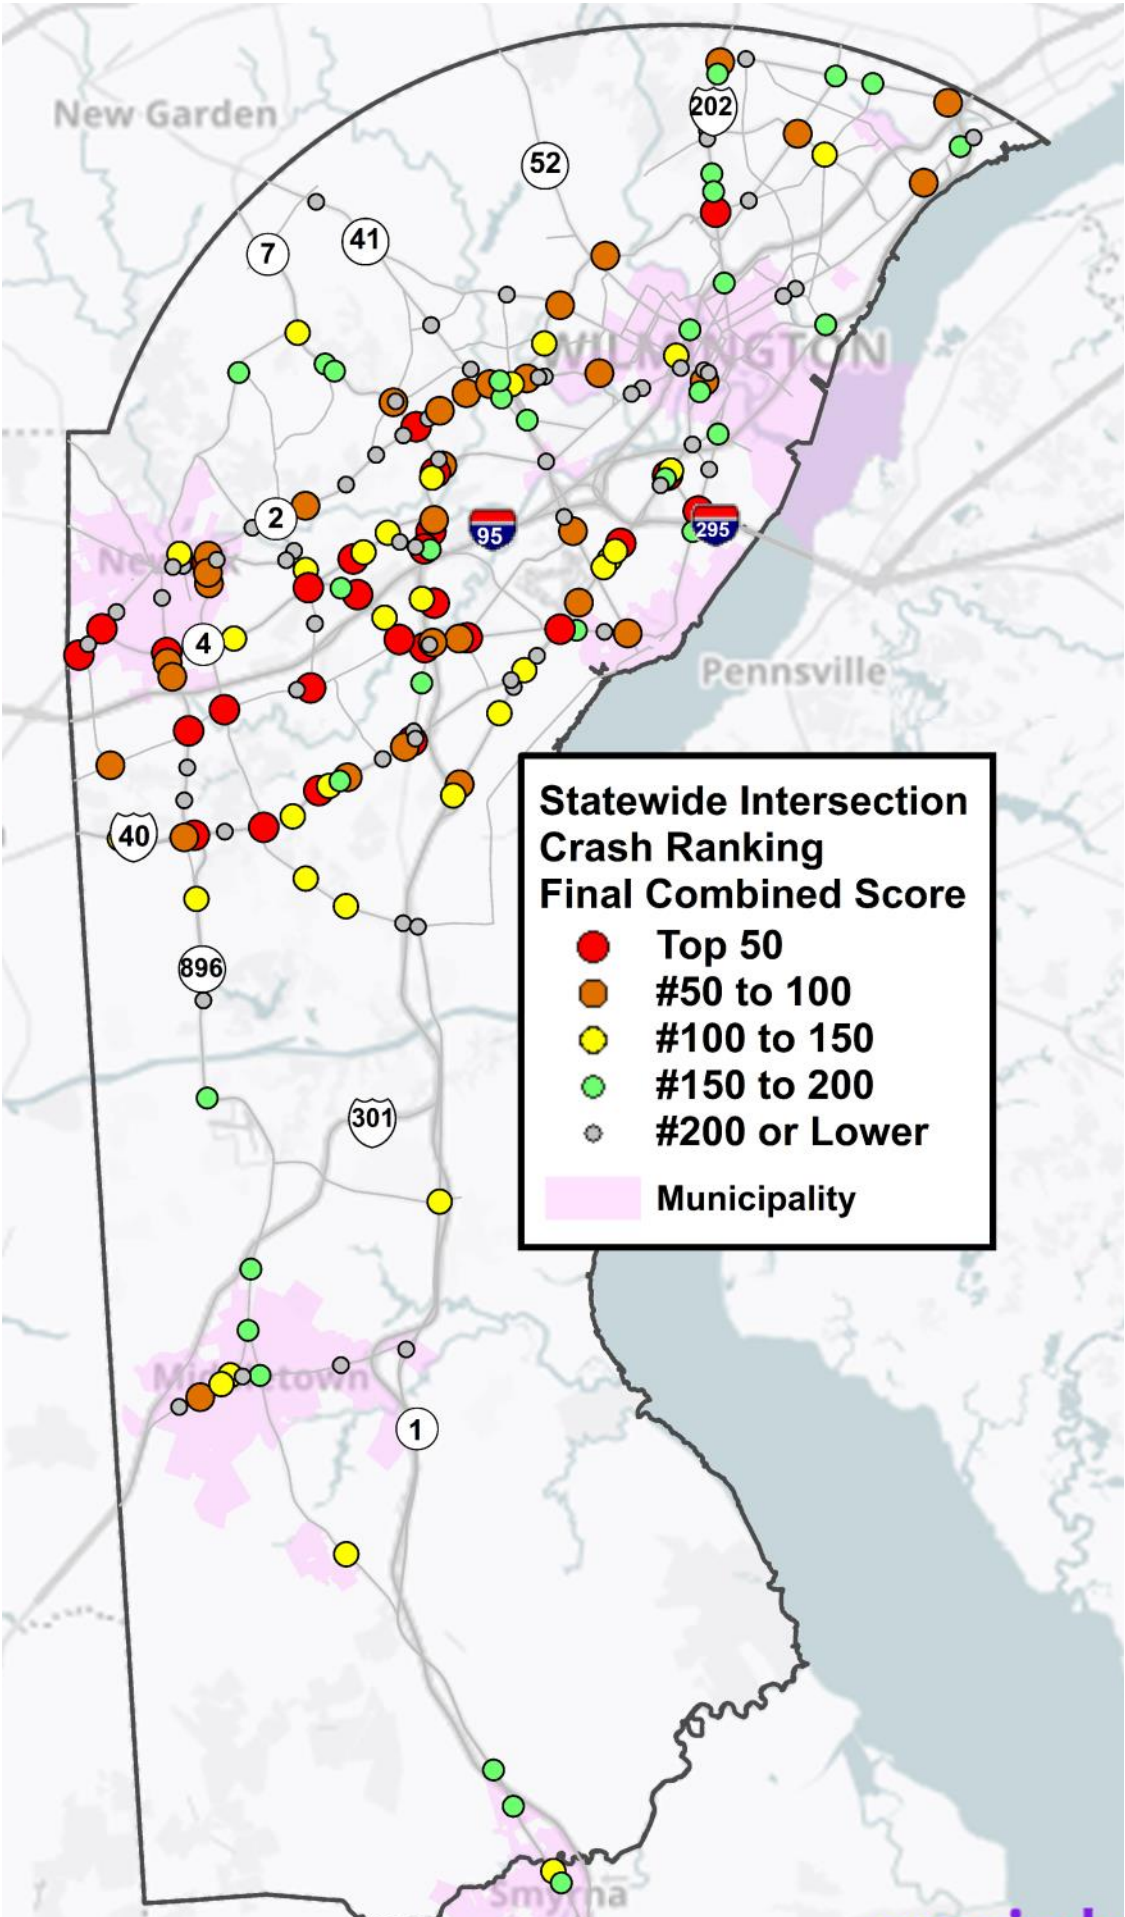 New Garden
202
52
41
7
WILMINGTON
2
95
295
Newark
4
Pennsville
40
Statewide Intersection
Crash Ranking
Final Combined Score
Top 50
#50 to 100
#100 to 150
#150 to 200
#200 or Lower
Municipality
896
301
Middletown
1
Smyrna